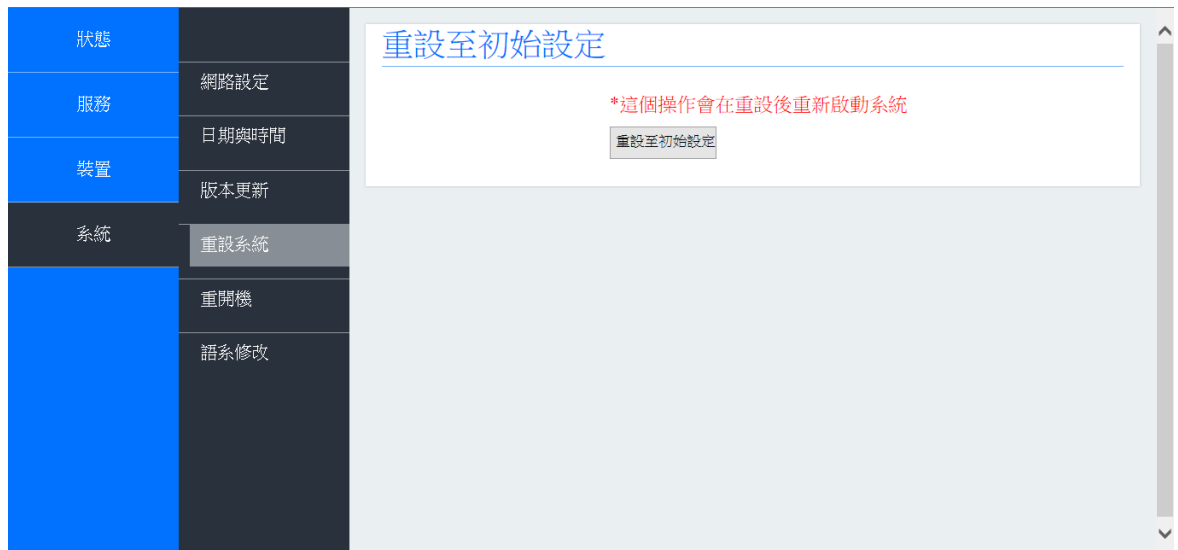 狀態
服務
裝置
系統
網路設定
日期與時間
版本更新
重設系統
重開機
語系修改
重設至初始設定
*這個操作會在重設後重新啟動系統
重設至初始設定